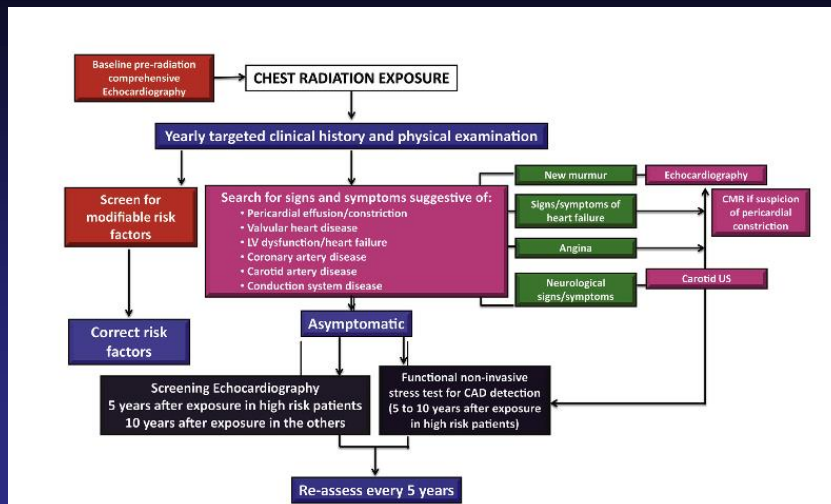 Baseline pre-radiation
comprehensive
Echocardiography
CHEST RADIATION EXPOSURE
Yearly targeted clinical history and physical examination
Screen for
modifiable risk
factors
Correct risk
factors
Search for signs and symptoms suggestive of:
• Pericardial effusion/constriction
• Valvular heart disease
• LV dysfunction/heart failure
• Coronary artery disease
• Carotid artery disease
• Conduction system disease
New murmur
Echocardiography
Signs/symptoms of
heart failure
CMR if suspicion
of pericardial
constriction
Angina
Neurological
signs/symptoms
Carotid US
Asymptomatic
Screening Echocardiography
5 years after exposure in high risk patients
10 years after exposure in the others
Functional non-invasive
stress test for CAD detection
(5 to 10 years after exposure
in high risk patients)
Re-assess every 5 years